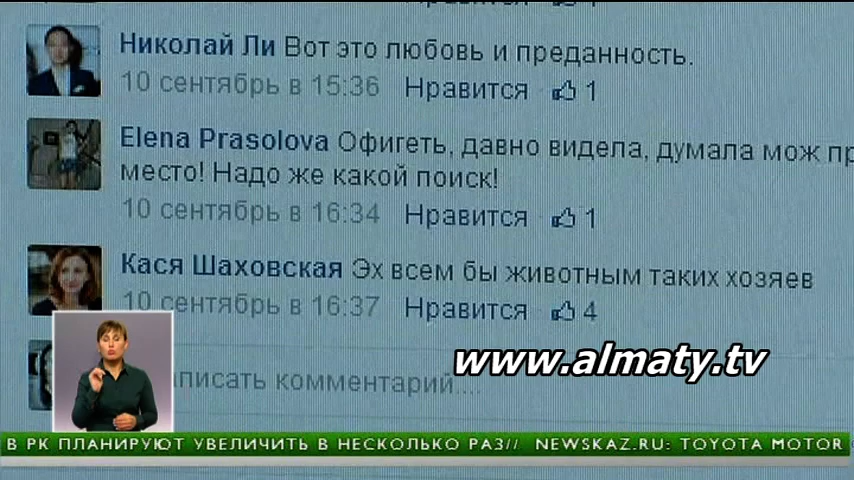 Нравится 1
Николай Ли Вот это любовь и преданность.
10 сентябрь в 15:36 Нравится 1
Elena Prasolova Офигеть, давно видела, думала мож пр
место! Надо же какой поиск!
10 сентябрь в 16:34 Нравится 1
Кася Шаховская Эх всем бы животным таких хозяев
10 сентябрь в 16:37 Нравится 4
аписать комментарий....
www.almaty.tv
В РК ПЛАНИРУЮТ УВЕЛИЧИТЬ В НЕСКОЛЬКО РАЗ// NEWSKAZ.RU: TOYOTA MOTOR